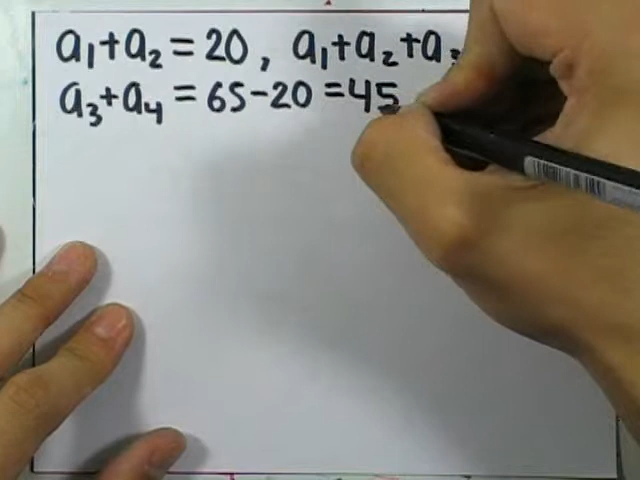 a₁+a₂=20, a₁+a₂+a
a₃+a₄=65-20=45